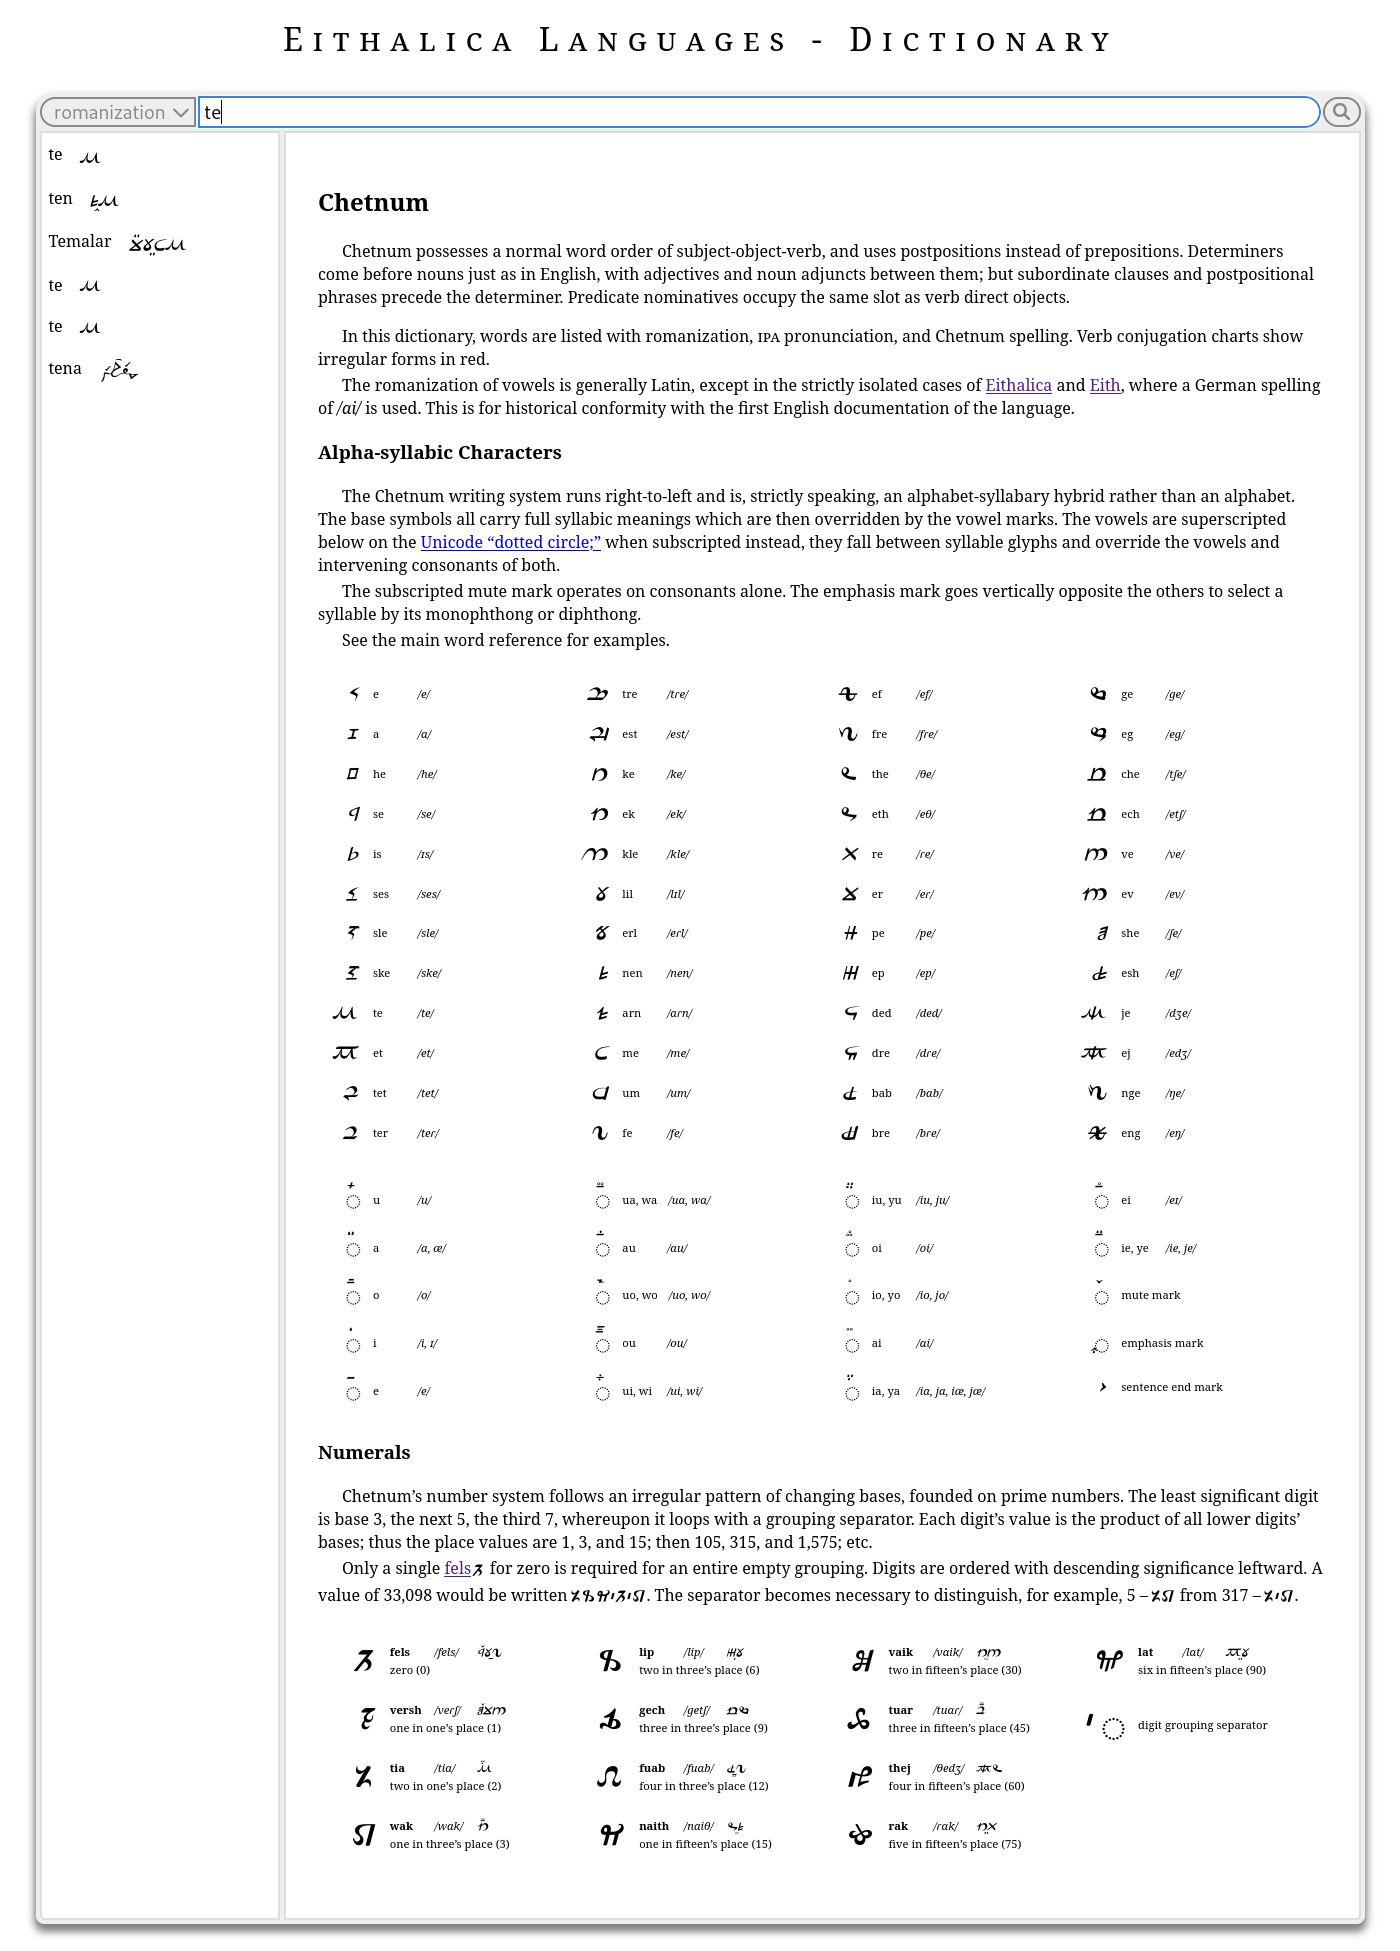 Eithalica Languages - Dictionary
romanization
te
te
ten
Temalar
te
te
tena
Chetnum
Chetnum possesses a normal word order of subject-object-verb, and uses postpositions instead of prepositions. Determiners
come before nouns just as in English, with adjectives and noun adjuncts between them; but subordinate clauses and postpositional
phrases precede the determiner. Predicate nominatives occupy the same slot as verb direct objects.
In this dictionary, words are listed with romanization, IPA pronunciation, and Chetnum spelling. Verb conjugation charts show
irregular forms in red.
The romanization of vowels is generally Latin, except in the strictly isolated cases of Eithalica and Eith, where a German spelling
of /ai/ is used. This is for historical conformity with the first English documentation of the language.
Alpha-syllabic Characters
The Chetnum writing system runs right-to-left and is, strictly speaking, an alphabet-syllabary hybrid rather than an alphabet.
The base symbols all carry full syllabic meanings which are then overridden by the vowel marks. The vowels are superscripted
below on the Unicode “dotted circle;” when subscripted instead, they fall between syllable glyphs and override the vowels and
intervening consonants of both.
The subscripted mute mark operates on consonants alone. The emphasis mark goes vertically opposite the others to select a
syllable by its monophthong or diphthong.
See the main word reference for examples.
e /e/ tre /tre/ ef /ef/ ge /ge/
a /a/ est /est/ fre /fre/ eg /eg/
he /he/ ke /ke/ the /θe/ che /tʃe/
se /se/ ek /ek/ eth /eθ/ ech /etʃ/
is /ɪs/ kle /kle/ re /re/ ve /ve/
ses /ses/ lil /lɪl/ er /er/ ev /ev/
sle /sle/ erl /erl/ pe /pe/ she /ʃe/
ske /ske/ nen /nen/ ep /ep/ esh /eʃ/
te /te/ arn /arn/ ded /ded/ je /dʒe/
et /et/ me /me/ dre /dre/ ej /edʒ/
tet /tet/ um /um/ bab /bab/ nge /ŋe/
ter /ter/ fe /fe/ bre /bre/ eng /eŋ/
u /u/ ua, wa /ua, wa/ iu, yu /iu, ju/ ei /eɪ/
a /a, æ/ au /au/ oi /oi/ ie, ye /ie, je/
o /o/ uo, wo /uo, wo/ io, yo /io, jo/ mute mark
i /i, ɪ/ ou /ou/ ai /ai/ emphasis mark
e /e/ ui, wi /ui, wi/ ia, ya /ia, ja, iæ, jæ/ sentence end mark
Numerals
Chetnum’s number system follows an irregular pattern of changing bases, founded on prime numbers. The least significant digit
is base 3, the next 5, the third 7, whereupon it loops with a grouping separator. Each digit’s value is the product of all lower digits’
bases; thus the place values are 1, 3, and 15; then 105, 315, and 1,575; etc.
Only a single fels for zero is required for an entire empty grouping. Digits are ordered with descending significance leftward. A
value of 33,098 would be written . The separator becomes necessary to distinguish, for example, 5 – from 317 – .
fels /fels/ lip /lip/ vaik /vaik/ lat /lat/
zero (0) two in three’s place (6) two in fifteen’s place (30) six in fifteen’s place (90)
versh /verʃ/ gech /getʃ/ tuar /tuar/
one in one’s place (1) three in three’s place (9) three in fifteen’s place (45) digit grouping separator
tia /tia/ fuab /fuab/ thej /θedʒ/
two in one’s place (2) four in three’s place (12) four in fifteen’s place (60)
wak /wak/ naith /naiθ/ rak /rak/
one in three’s place (3) one in fifteen’s place (15) five in fifteen’s place (75)